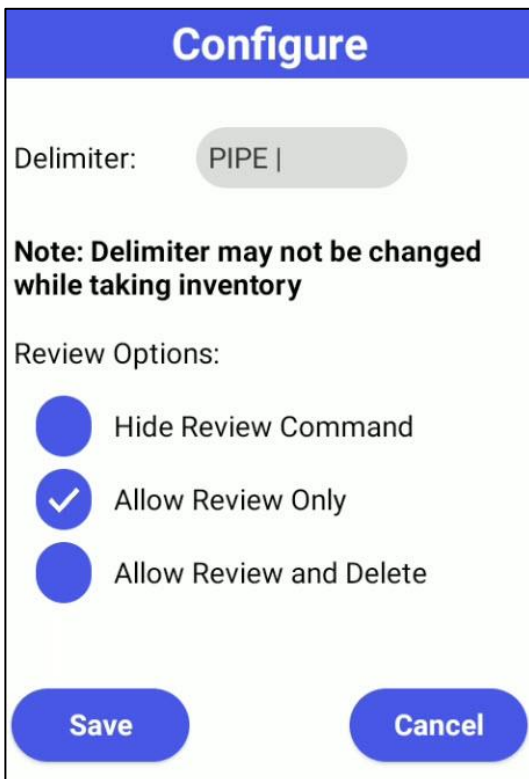 Configure
Delimiter: PIPE |
Note: Delimiter may not be changed
while taking inventory
Review Options:
Hide Review Command
Allow Review Only
Allow Review and Delete
Save Cancel